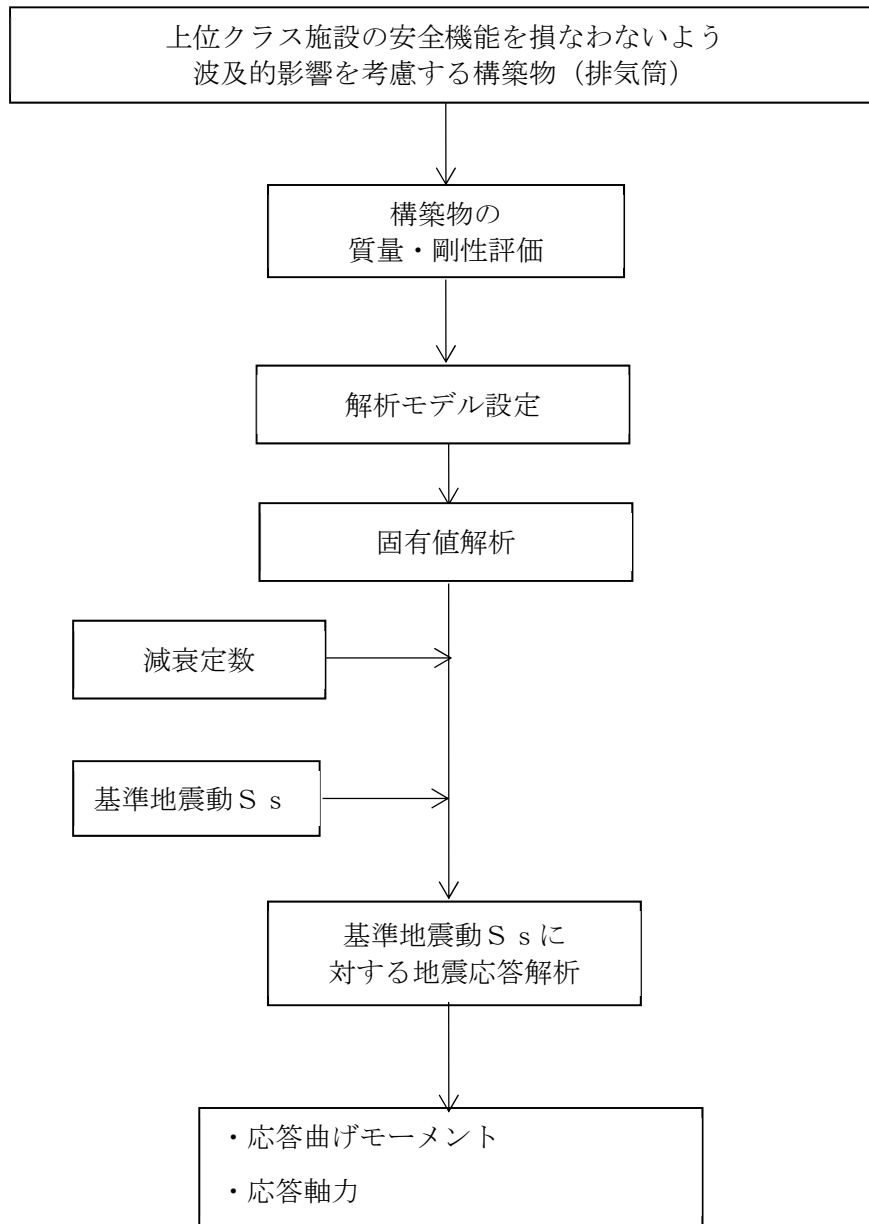 上位クラス施設の安全機能を損なわないよう
波及的影響を考慮する構築物（排気筒）
構築物の
質量・剛性評価
解析モデル設定
固有値解析
減衰定数
基準地震動Ｓｓ
基準地震動Ｓｓに
対する地震応答解析
・応答曲げモーメント
・応答軸力